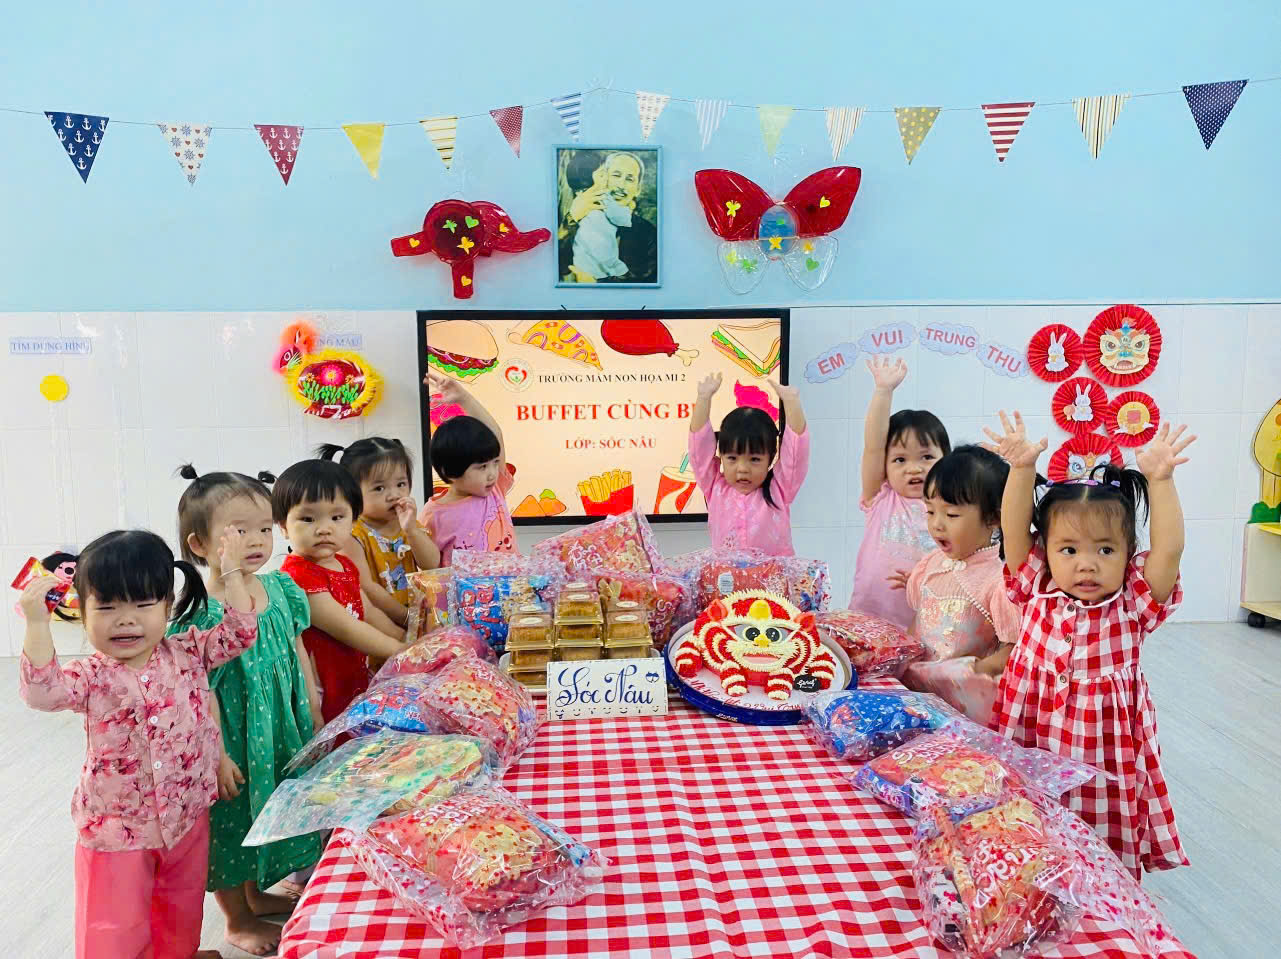 TÌM ĐÚNG HÌNH
EM VUI TRUNG THU
TRƯỜNG MẦM NON HỌA MI 2
BUFFET CÙNG BÉ
LỚP: SÓC NÂU
Sóc Nâu